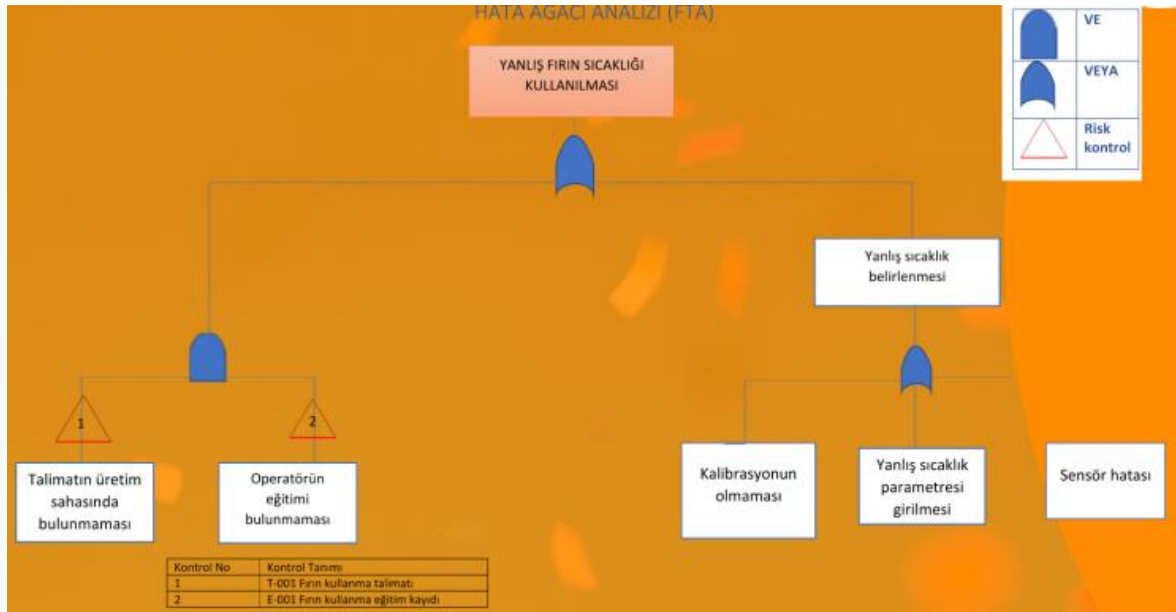 HATA AĞACI ANALİZİ (FTA)
YANLIŞ FIRIN SICAKLIĞI
KULLANILMASI
VE
VEYA
Risk
kontrol
Yanlış sıcaklık
belirlenmesi
1
2
Talimatın üretim
sahasında
bulunmaması
Operatörün
eğitimi
bulunmaması
Kalibrasyonun
olmaması
Yanlış sıcaklık
parametresi
girilmesi
Sensör hatası
Kontrol No Kontrol Tanımı
1 T-001 Fırın kullanma talimatı
2 E-001 Fırın kullanma eğitim kayıdı